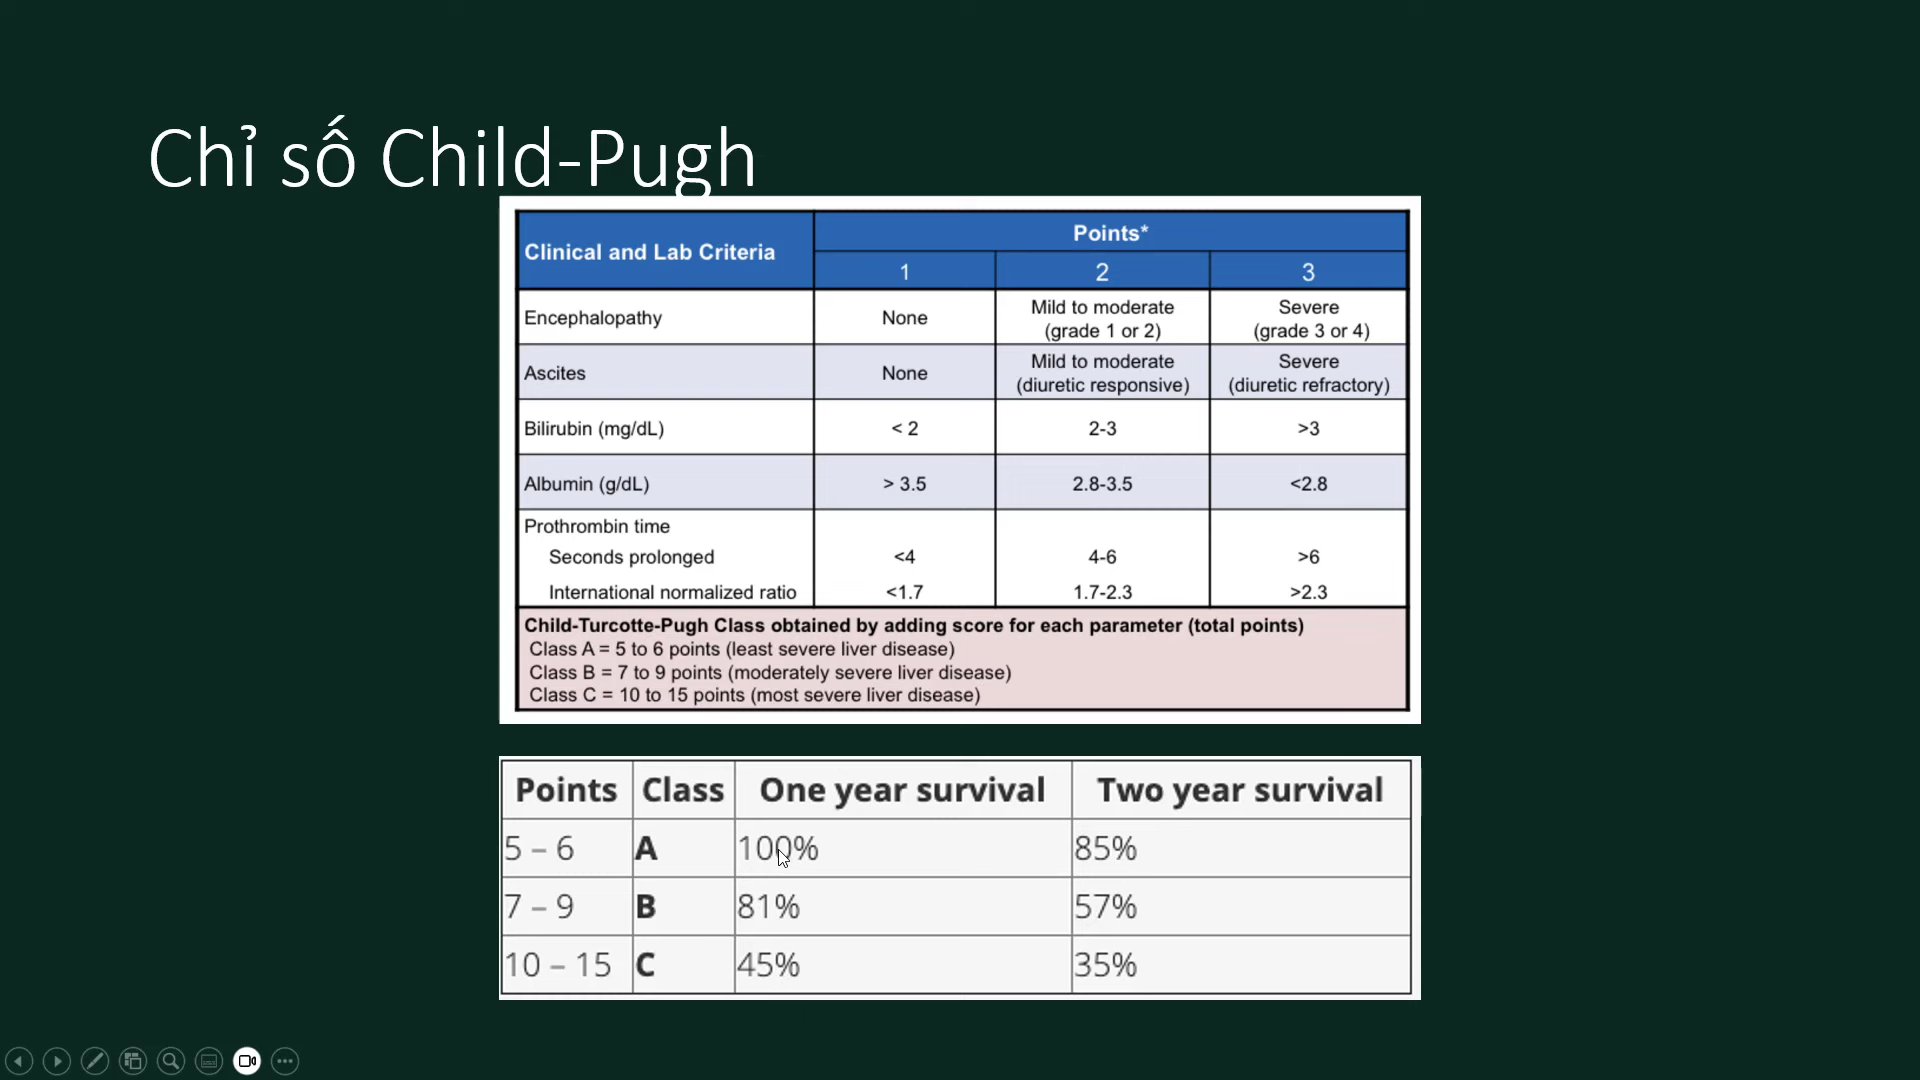 Chỉ số Child-Pugh
Clinical and Lab Criteria
Points*
1 2 3
Encephalopathy None Mild to moderate (grade 1 or 2) Severe (grade 3 or 4)
Ascites None Mild to moderate (diuretic responsive) Severe (diuretic refractory)
Bilirubin (mg/dL) < 2 2-3 >3
Albumin (g/dL) > 3.5 2.8-3.5 <2.8
Prothrombin time
Seconds prolonged <4 4-6 >6
International normalized ratio <1.7 1.7-2.3 >2.3
Child-Turcotte-Pugh Class obtained by adding score for each parameter (total points)
Class A = 5 to 6 points (least severe liver disease)
Class B = 7 to 9 points (moderately severe liver disease)
Class C = 10 to 15 points (most severe liver disease)
Points Class One year survival Two year survival
5 – 6 A 100% 85%
7 – 9 B 81% 57%
10 – 15 C 45% 35%